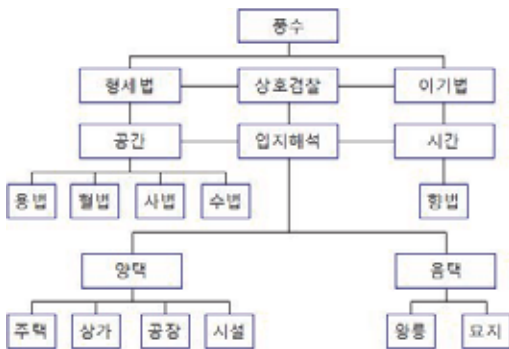 풍수
형세법 상호겸찰 이기법
공간 입지해석 시간
용법 혈법 사법 수법 향법
양택 음택
주택 상가 공장 시설 왕릉 묘지